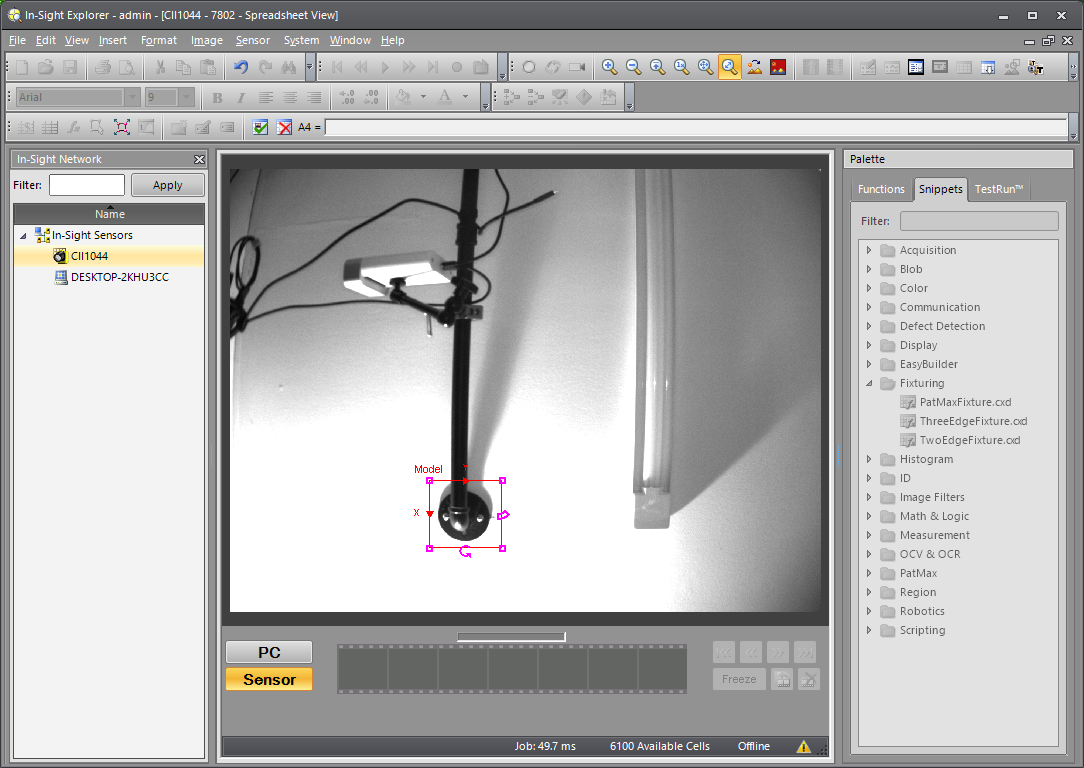 In-Sight Explorer - admin - [CII1044 - 7802 - Spreadsheet View]
File Edit View Insert Format Image Sensor System Window Help
Arial 9
A4 =
In-Sight Network
Filter: Apply
Name
In-Sight Sensors
CII1044
DESKTOP-2KHU3CC
Model
Y
X
PC
Sensor
Freeze
Job: 49.7 ms 6100 Available Cells Offline
Palette
Functions Snippets TestRun™
Filter:
Acquisition
Blob
Color
Communication
Defect Detection
Display
EasyBuilder
Fixturing
PatMaxFixture.cxd
ThreeEdgeFixture.cxd
TwoEdgeFixture.cxd
Histogram
ID
Image Filters
Math & Logic
Measurement
OCV & OCR
PatMax
Region
Robotics
Scripting